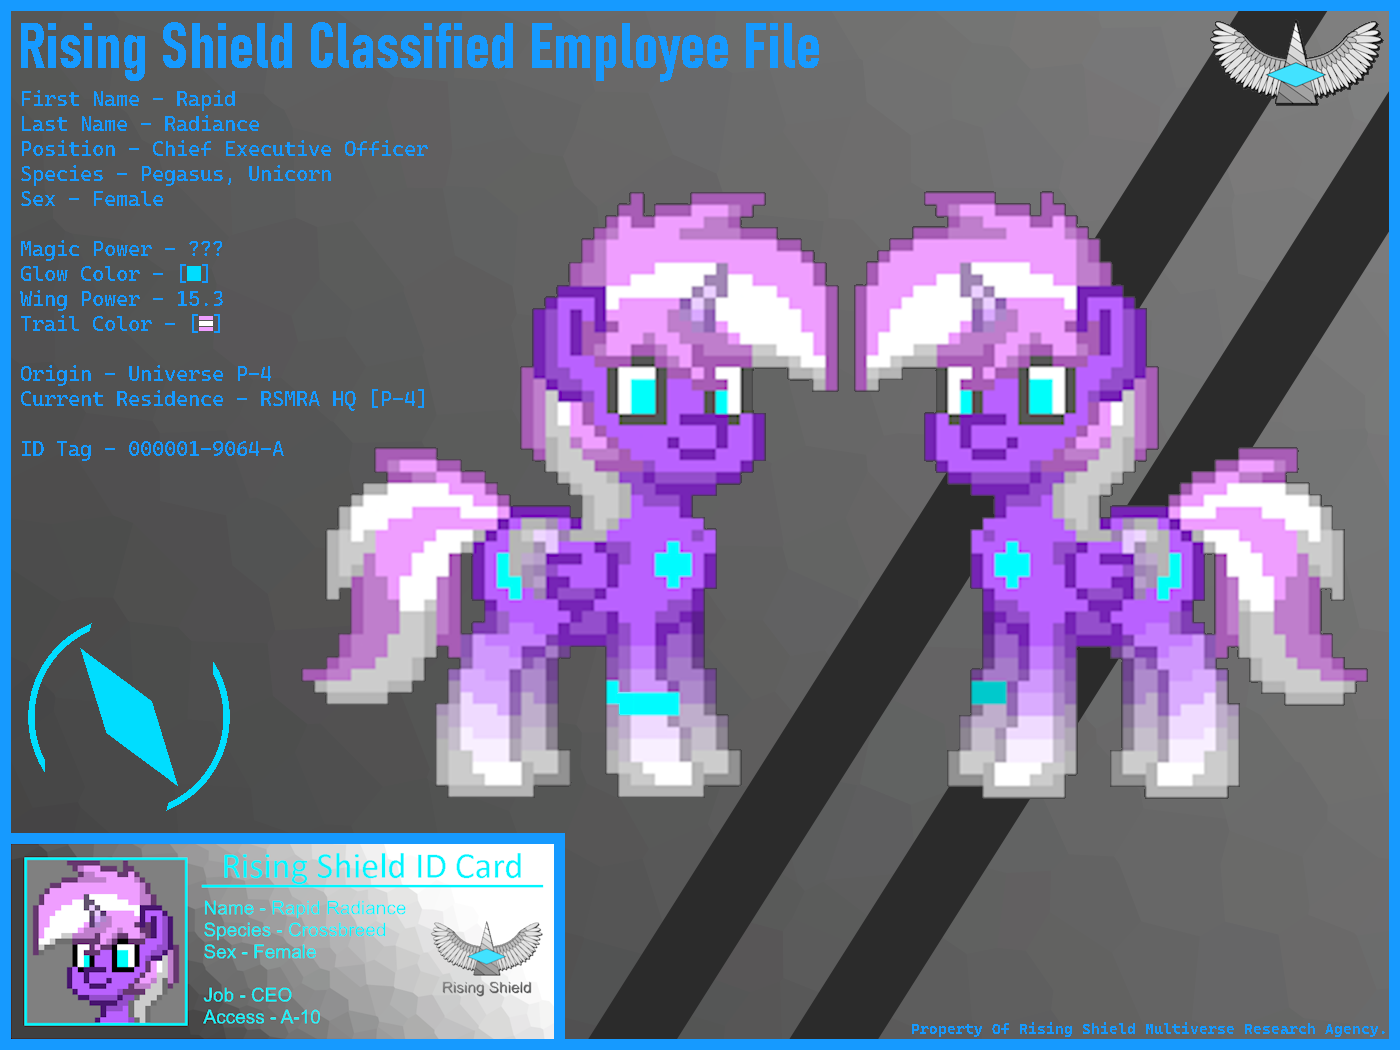 Rising Shield Classified Employee File
First Name - Rapid
Last Name - Radiance
Position - Chief Executive Officer
Species - Pegasus, Unicorn
Sex - Female
Magic Power - ???
Glow Color - [ ]
Wing Power - 15.3
Trail Color - [ ]
Origin - Universe P-4
Current Residence - RSMRA HQ [P-4]
ID Tag - 000001-9064-A
Rising Shield ID Card
Name - Rapid Radiance
Species - Crossbreed
Sex - Female
Job - CEO
Access - A-10
Rising Shield
Property Of Rising Shield Multiverse Research Agency.